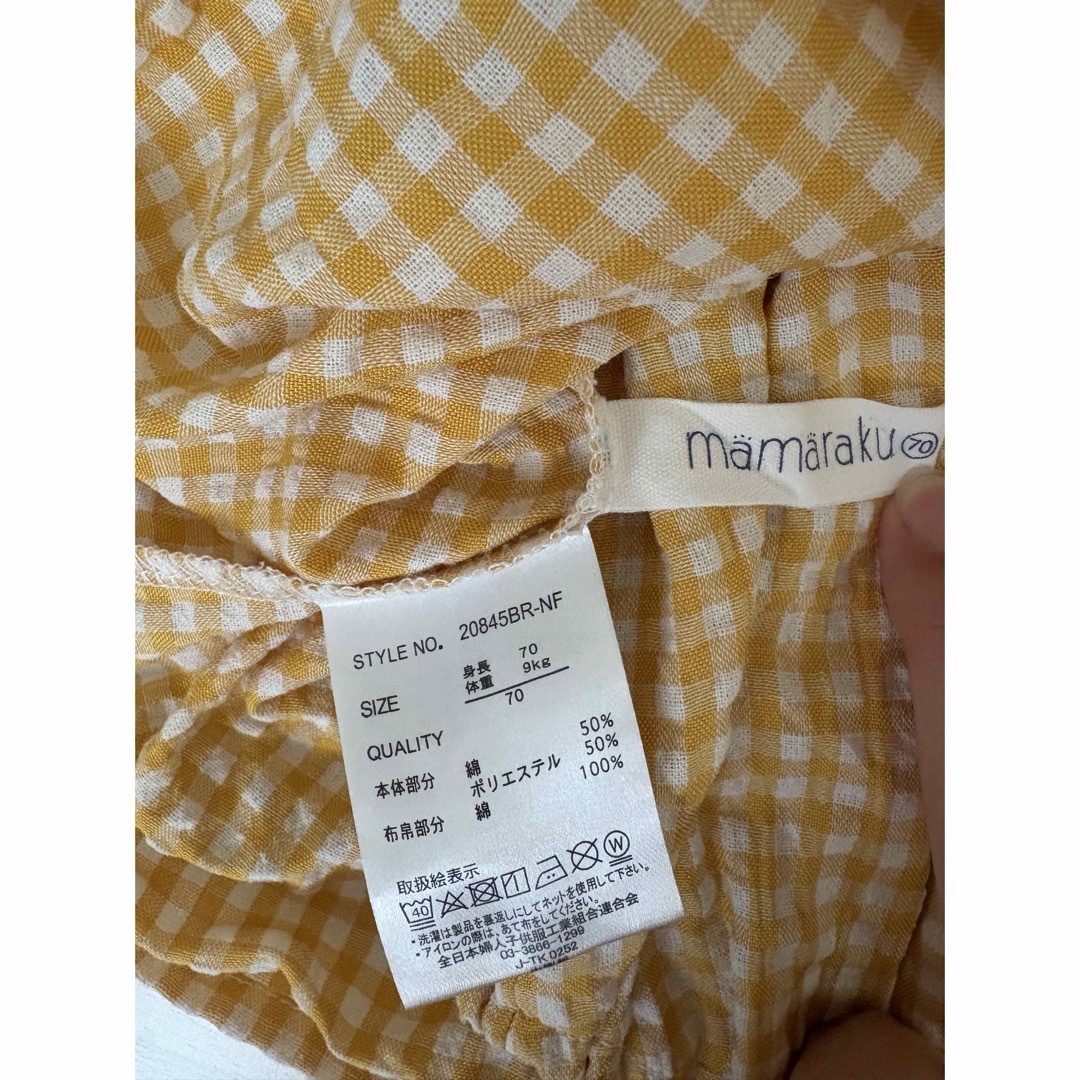 mämäraku 70
STYLE NO. 20845BR-NF
SIZE 身長 70
体重 9kg
70
QUALITY
本体部分 綿 50%
ポリエステル 50%
布帛部分 綿 100%
取扱絵表示
40 W
・洗濯は製品を裏返しにしてネットを使用して下さい。
・アイロンの際は、あて布をしてください。
全日本婦人子供服工業組合連合会
03-3866-1299
J-TK 0252